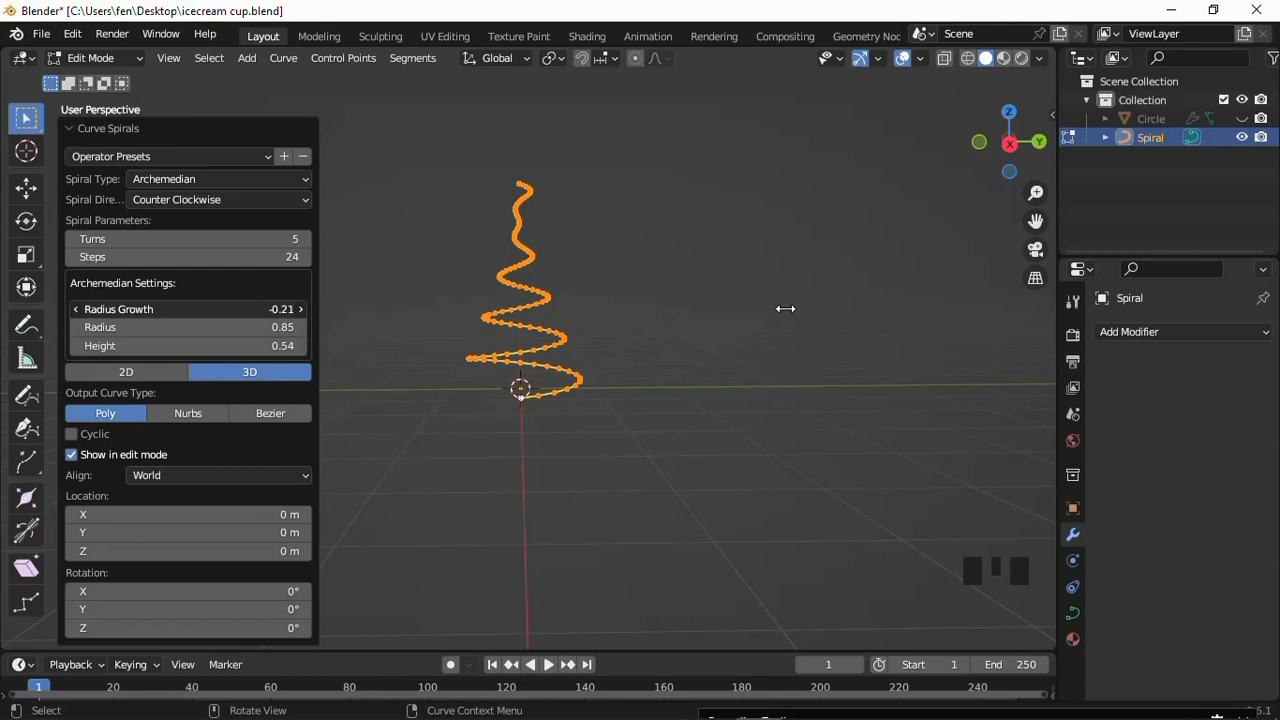 Blender* [C:\Users\fen\Desktop\icecream cup.blend]
File Edit Render Window Help Layout Modeling Sculpting UV Editing Texture Paint Shading Animation Rendering Compositing Geometry Noc Scene ViewLayer
Edit Mode View Select Add Curve Control Points Segments Global
User Perspective
Curve Spirals
Operator Presets
Spiral Type: Archemedian
Spiral Dire... Counter Clockwise
Spiral Parameters:
Turns 5
Steps 24
Archemedian Settings:
Radius Growth -0.21
Radius 0.85
Height 0.54
2D 3D
Output Curve Type:
Poly Nurbs Bezier
Cyclic
Show in edit mode
Align: World
Location:
X 0 m
Y 0 m
Z 0 m
Rotation:
X 0°
Y 0°
Z 0°
Z
X
Y
Scene Collection
Collection
Circle
Spiral
Spiral
Add Modifier
Playback Keying View Marker 1 Start 1 End 250
1 20 40 60 80 100 120 140 160 180 200 220 240
Select Rotate View Curve Context Menu